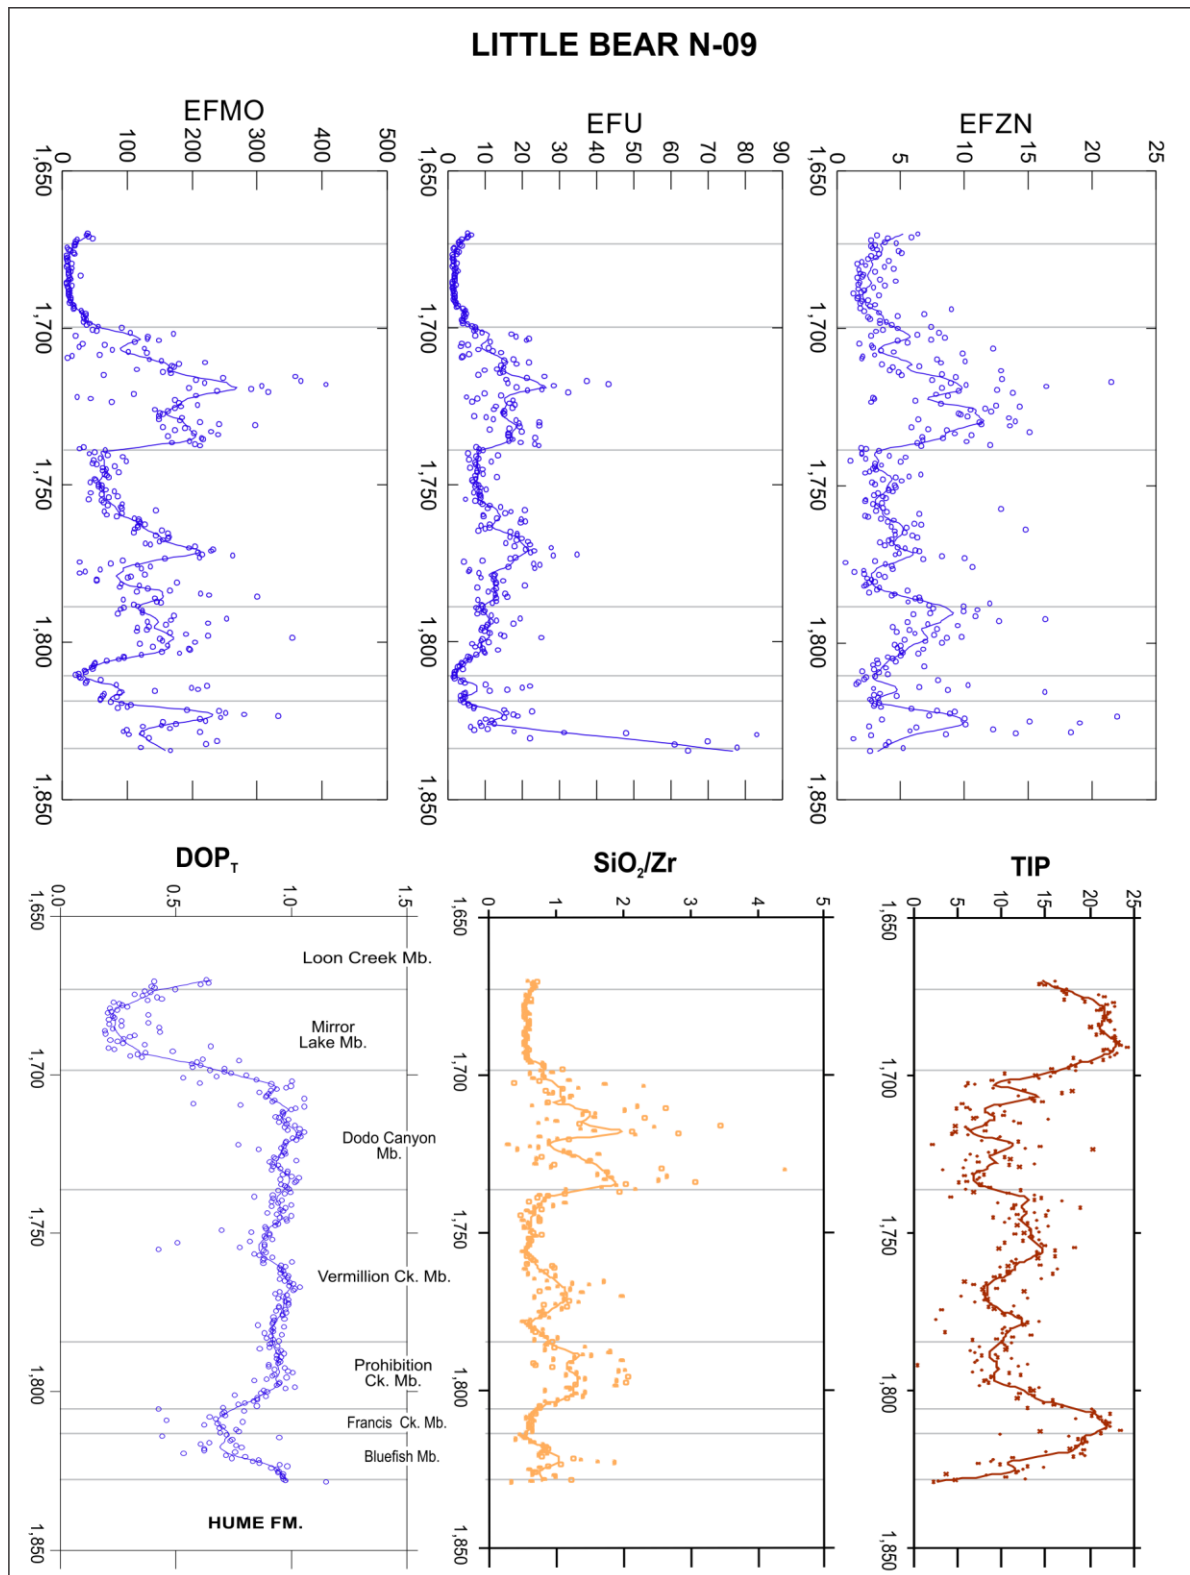 LITTLE BEAR N-09
EFMO
0 100 200 300 400 500
1,650
1,700
1,750
1,800
1,850
EFU
0 10 20 30 40 50 60 70 80 90
1,650
1,700
1,750
1,800
1,850
EFZN
0 5 10 15 20 25
1,650
1,700
1,750
1,800
1,850
DOPT
0.0 0.5 1.0 1.5
1,650
1,700
1,750
1,800
1,850
Loon Creek Mb.
Mirror
Lake Mb.
Dodo Canyon
Mb.
Vermillion Ck. Mb.
Prohibition
Ck. Mb.
Francis Ck. Mb.
Bluefish Mb.
HUME FM.
SiO2/Zr
0 1 2 3 4 5
1,650
1,700
1,750
1,800
1,850
TIP
0 5 10 15 20 25
1,650
1,700
1,750
1,800
1,850